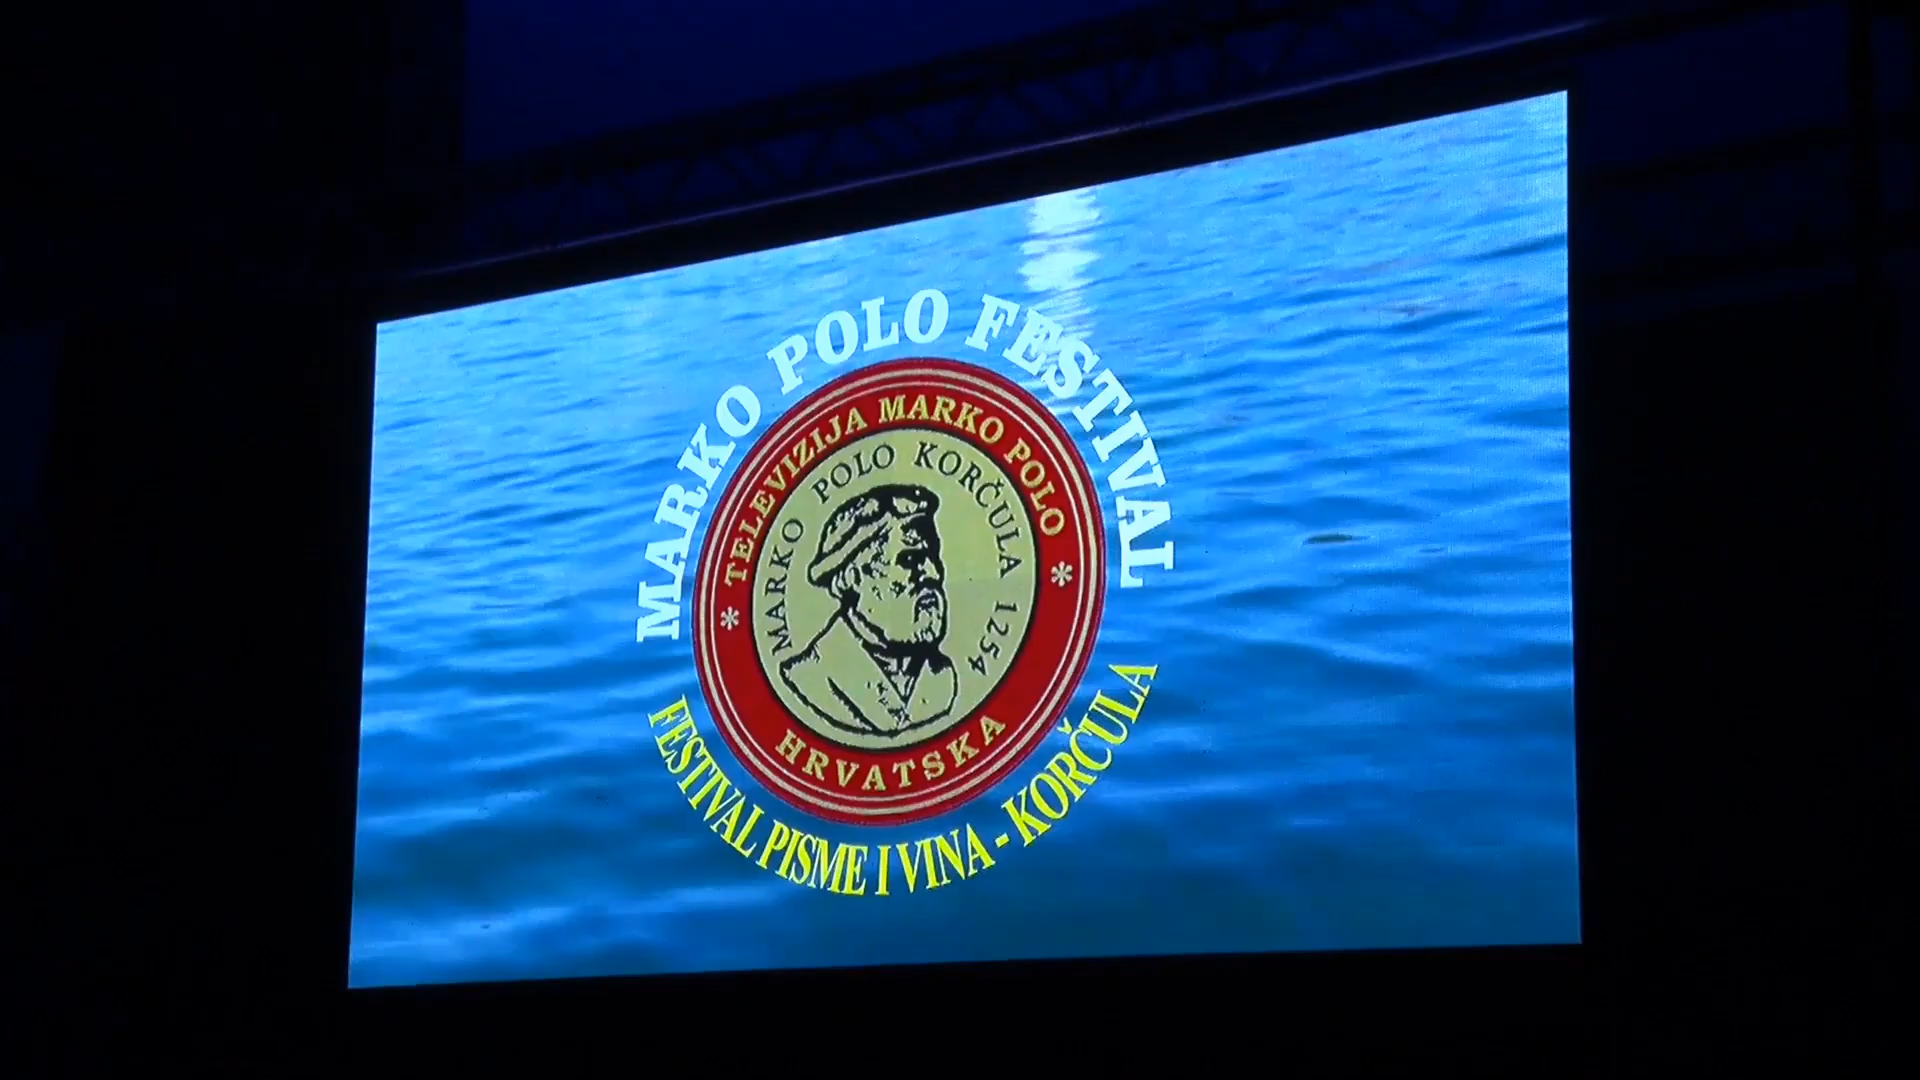 MARKO POLO FESTIVAL
TELEVIZIJA MARKO POLO
MARKO POLO KORČULA 1254
* HRVATSKA *
FESTIVAL PISME I VINA - KORČULA